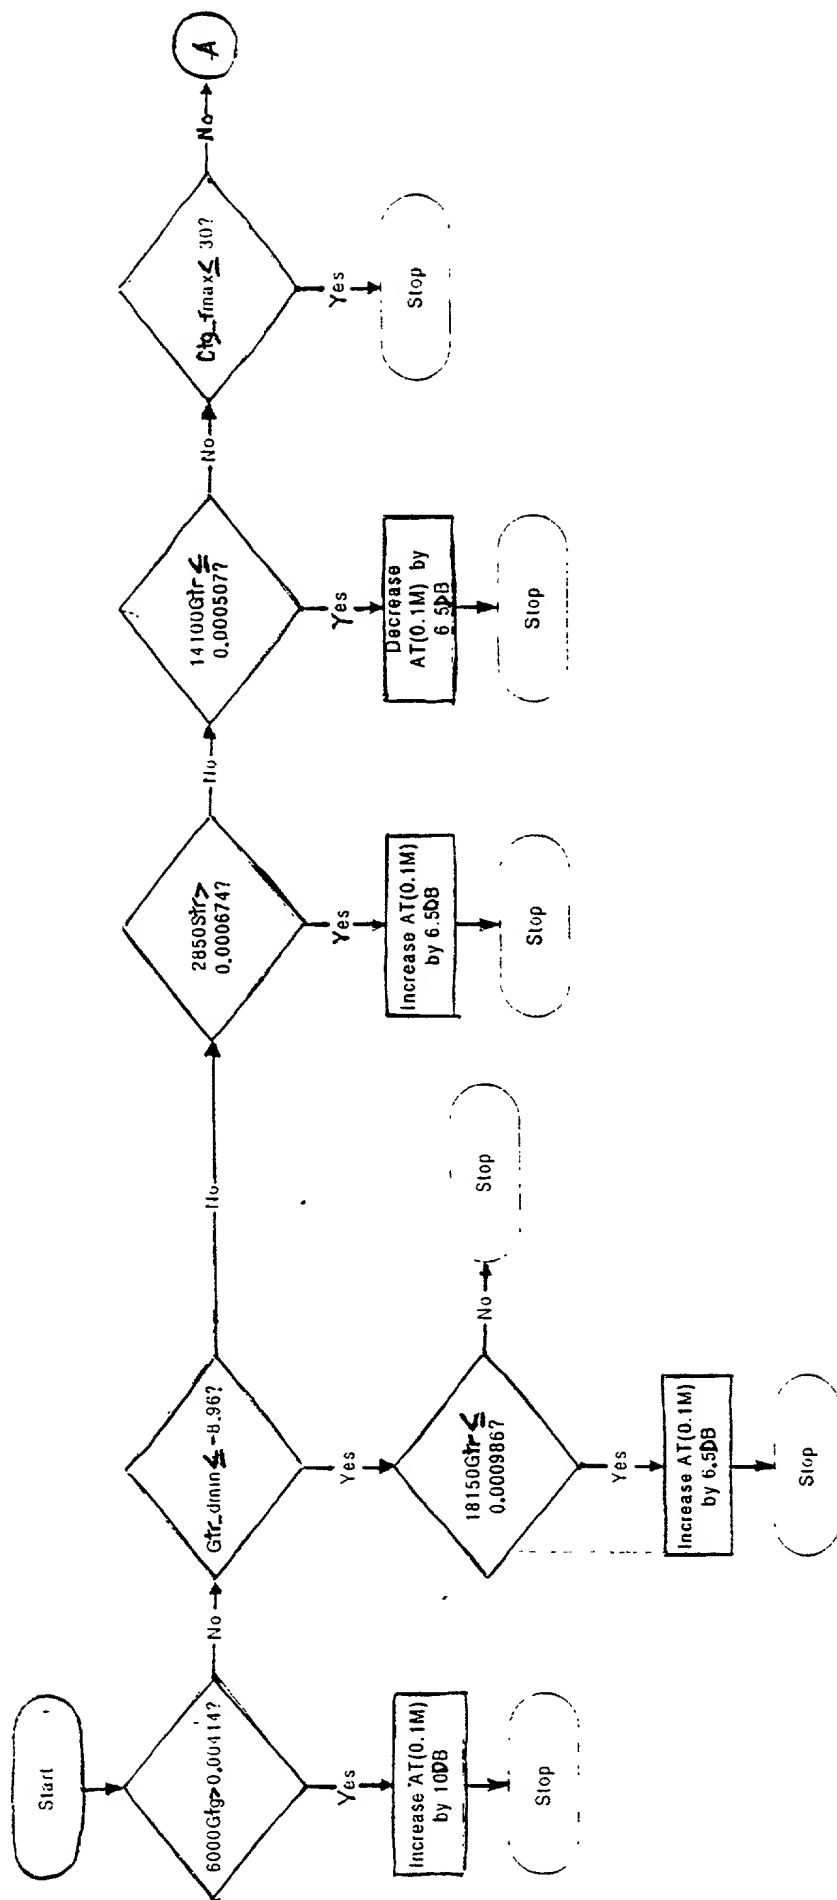 Start
6000Gtg>0.00414?
Yes
Increase AT(0.1M)
by 10DB
Stop
No
Gtr_dmin≤-8.96?
Yes
18150Gtr≤
0.000986?
Yes
Increase AT(0.1M)
by 6.5DB
Stop
No
Stop
No
2850Str>
0.000674?
Yes
Increase AT(0.1M)
by 6.5DB
Stop
No
14100Gtr≤
0.000507?
Yes
Decrease
AT(0.1M) by
6.5DB
Stop
No
Ctg_fmax≤30?
Yes
Stop
No
A